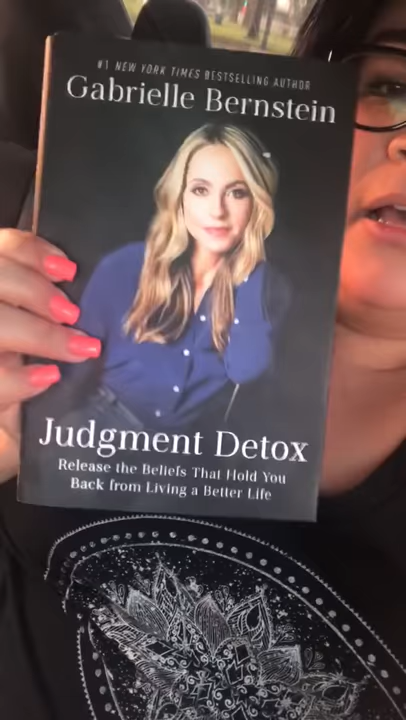 #1 NEW YORK TIMES BESTSELLING AUTHOR
Gabrielle Bernstein
Judgment Detox
Release the Beliefs That Hold You
Back from Living a Better Life